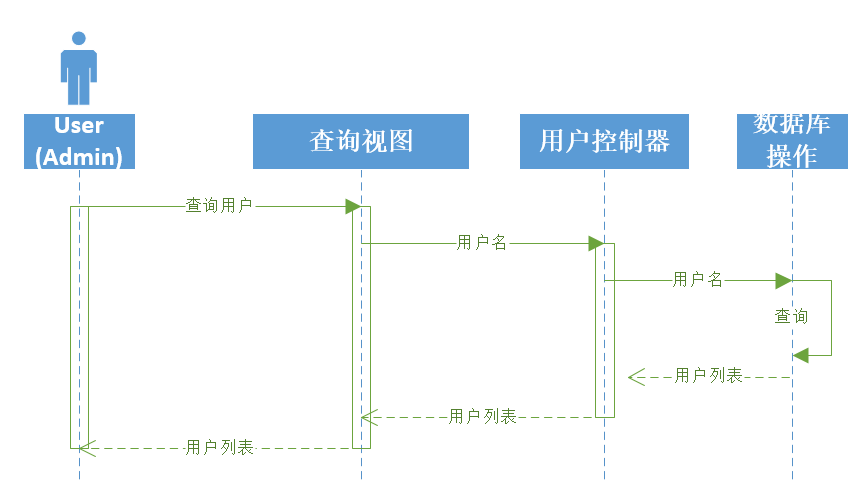 User
(Admin)
查询视图
用户控制器
数据库
操作
查询用户
用户名
用户名
查询
用户列表
用户列表
用户列表